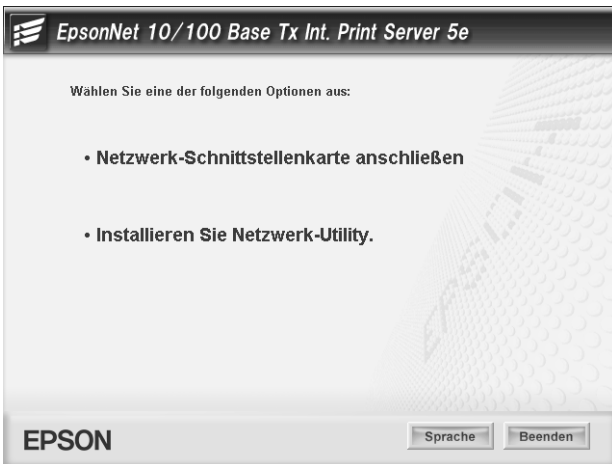 EpsonNet 10/100 Base Tx Int. Print Server 5e
Wählen Sie eine der folgenden Optionen aus:
• Netzwerk-Schnittstellenkarte anschließen
• Installieren Sie Netzwerk-Utility.
EPSON
EPSON
Sprache
Beenden